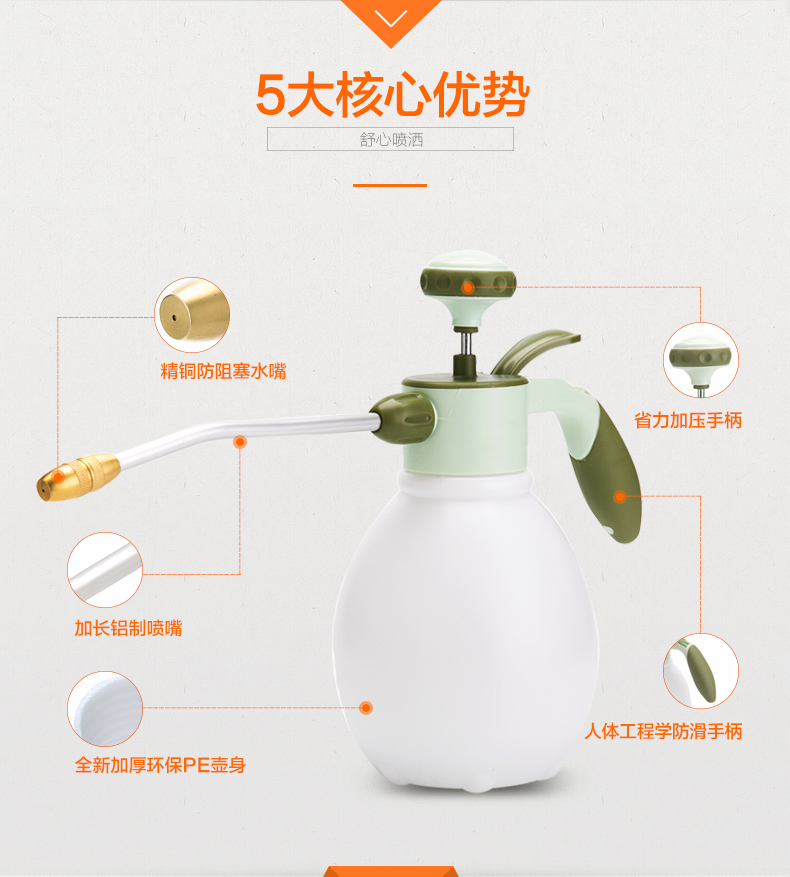 5大核心优势
舒心喷洒
精铜防阻塞水嘴
省力加压手柄
加长铝制喷嘴
人体工程学防滑手柄
全新加厚环保PE壶身